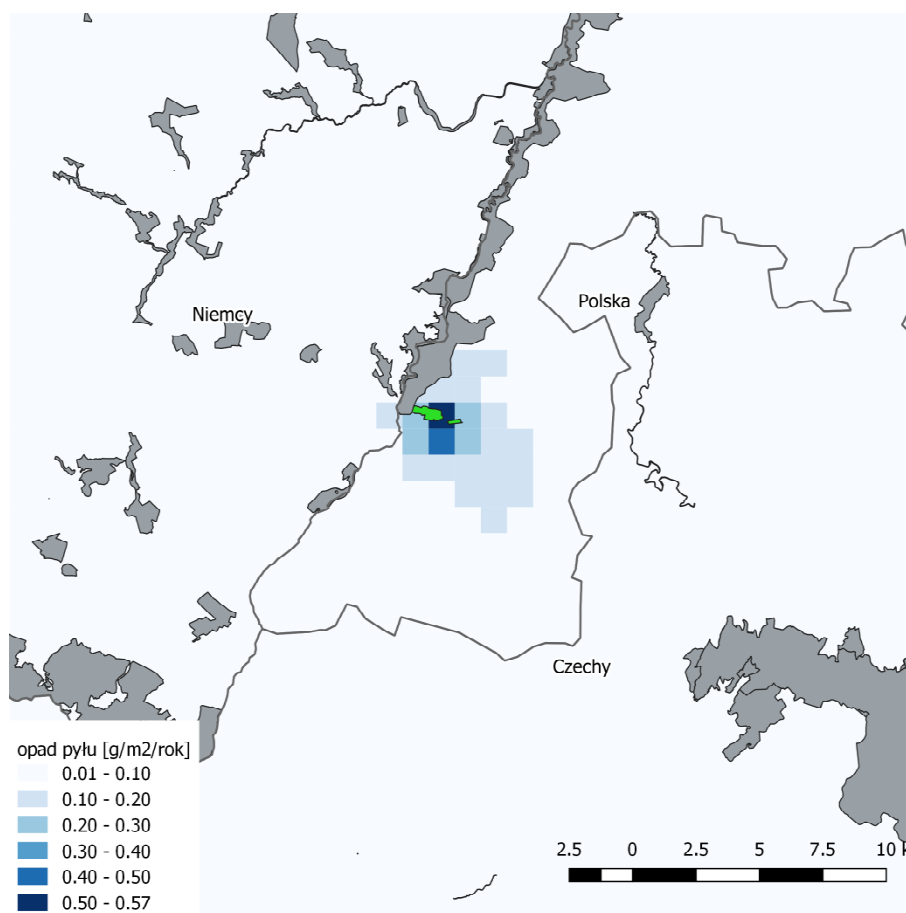 Polska
Niemcy
Czechy
opad pyłu [g/m2/rok]
0.01 - 0.10
0.10 - 0.20
0.20 - 0.30
0.30 - 0.40
0.40 - 0.50
0.50 - 0.57
2.5 0 2.5 5 7.5 10 k